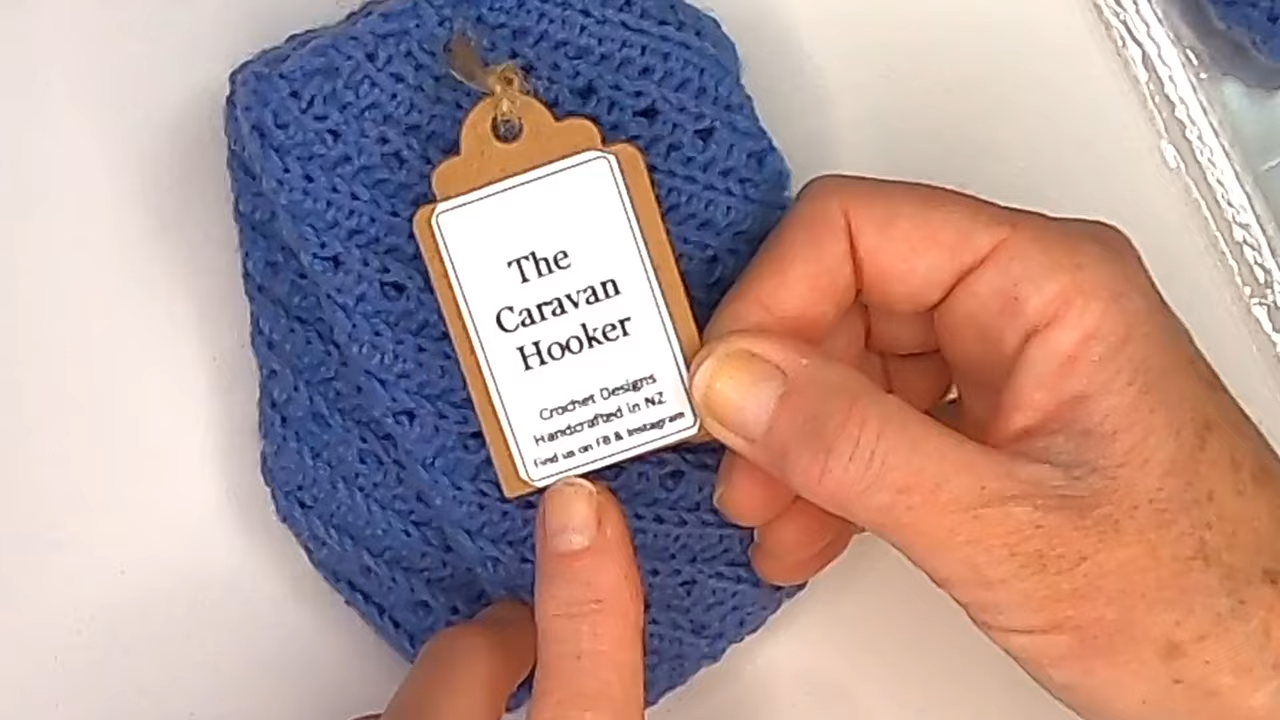 The
Caravan
Hooker
Crochet Designs
Handcrafted in NZ
Find us on FB & Instagram